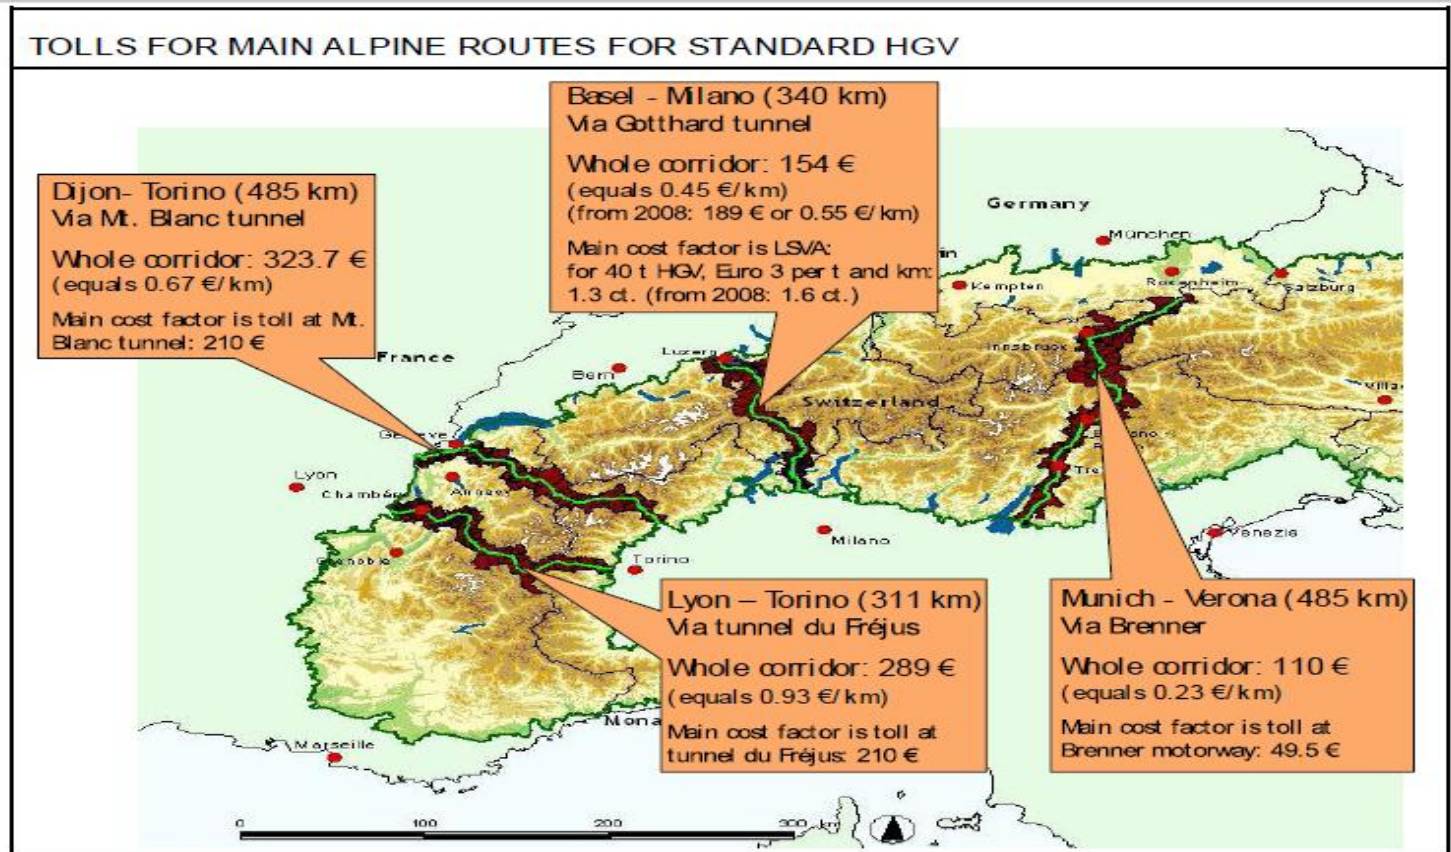 TOLLS FOR MAIN ALPINE ROUTES FOR STANDARD HGV
Basel - Milano (340 km)
Via Gotthard tunnel
Whole corridor: 154 €
(equals 0.45 €/km)
(from 2008: 189 € or 0.55 €/km)
Main cost factor is LSVA:
for 40 t HGV, Euro 3 per t and km:
1.3 ct. (from 2008: 1.6 ct.)
Dijon- Torino (485 km)
Via Mt. Blanc tunnel
Whole corridor: 323.7 €
(equals 0.67 €/km)
Main cost factor is toll at Mt.
Blanc tunnel: 210 €
Germany
München
Kempten
Rosenheim
Salzburg
Innsbruck
France
Luzern
Bern
Switzerland
Genève
Lyon
Annecy
Grenoble
Torino
Milano
Venezia
Marseille
Lyon – Torino (311 km)
Via tunnel du Fréjus
Whole corridor: 289 €
(equals 0.93 €/km)
Main cost factor is toll at
tunnel du Fréjus: 210 €
Munich - Verona (485 km)
Via Brenner
Whole corridor: 110 €
(equals 0.23 €/km)
Main cost factor is toll at
Brenner motorway: 49.5 €
0 100 200 300 km